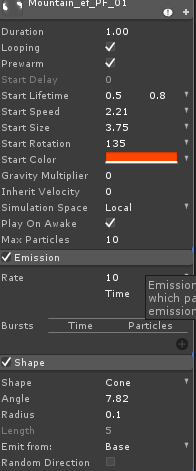 Mountain_ef_PF_01
Duration 1.00
Looping
Prewarm
Start Delay 0
Start Lifetime 0.5 0.8
Start Speed 2.21
Start Size 3.75
Start Rotation 135
Start Color
Gravity Multiplier 0
Inherit Velocity 0
Simulation Space Local
Play On Awake
Max Particles 10
Emission
Rate 10
Time
Emission
which pa
emission
Bursts Time Particles
Shape
Shape Cone
Angle 7.82
Radius 0.1
Length 5
Emit from: Base
Random Direction